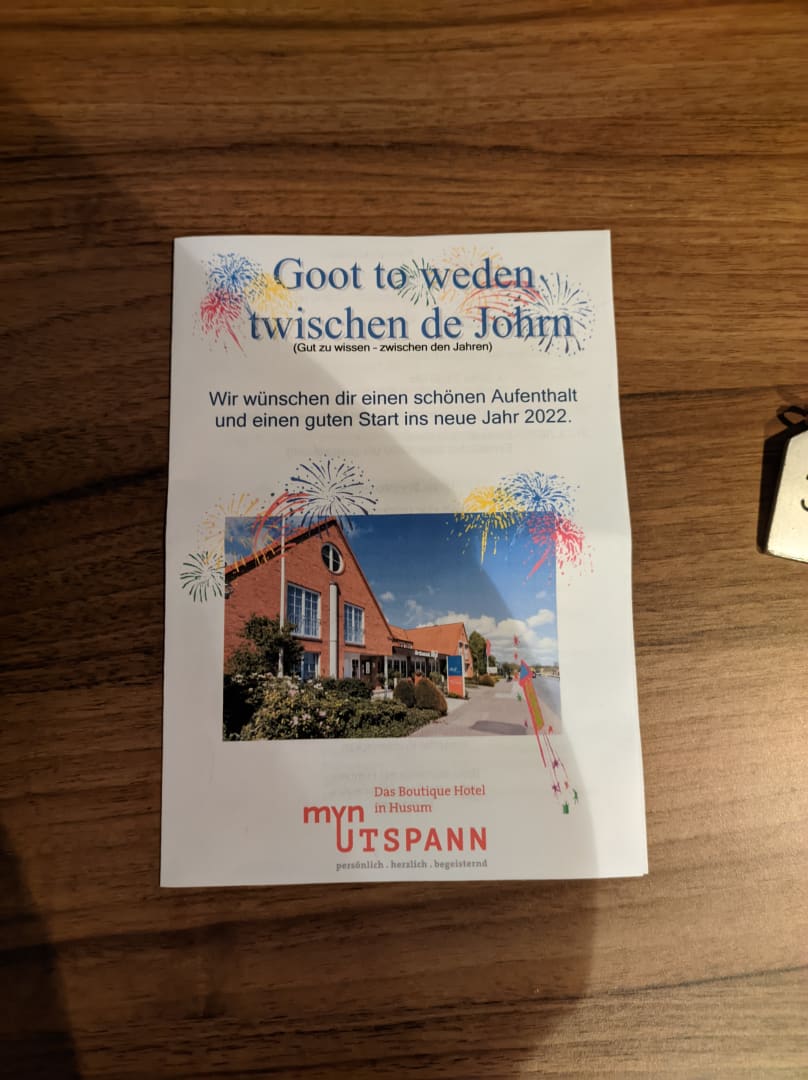 Goot to weden
twischen de Johrn
(Gut zu wissen - zwischen den Jahren)
Wir wünschen dir einen schönen Aufenthalt
und einen guten Start ins neue Jahr 2022.
Das Boutique Hotel
in Husum
myn
UTSPANN
persönlich . herzlich . begeisternd